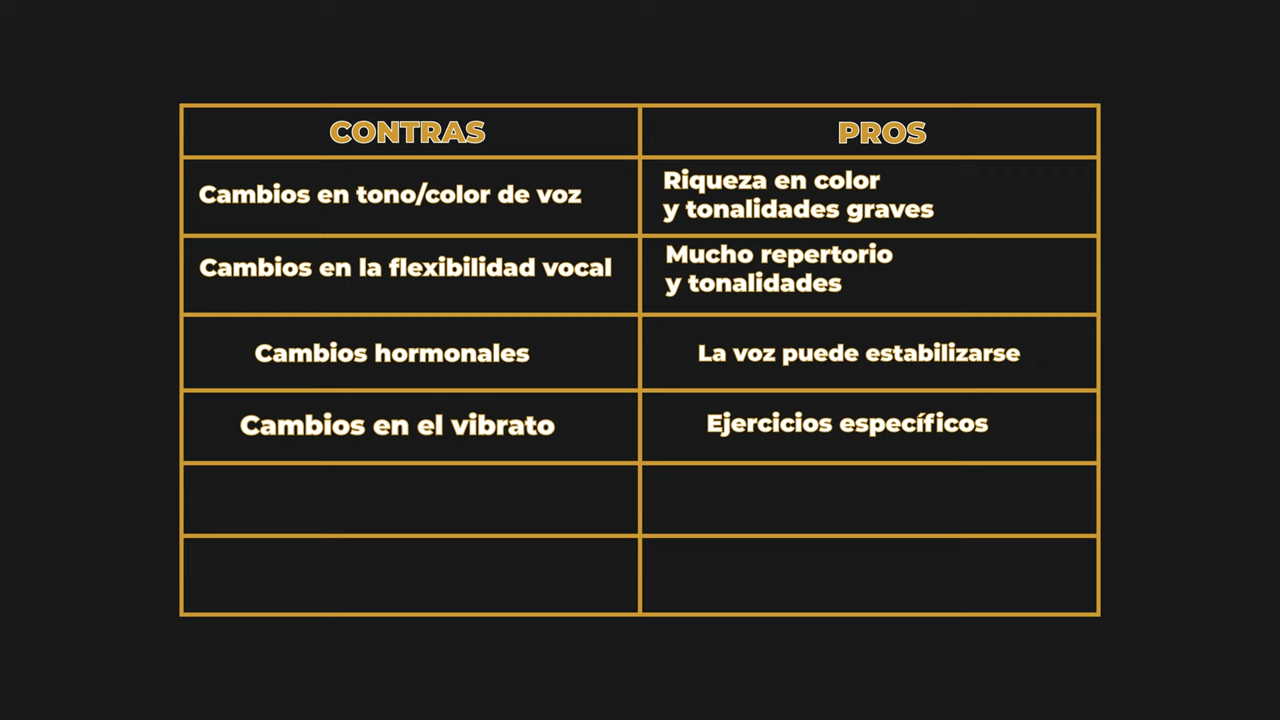 CONTRAS
PROS
Cambios en tono/color de voz
Riqueza en color
y tonalidades graves
Cambios en la flexibilidad vocal
Mucho repertorio
y tonalidades
Cambios hormonales
La voz puede estabilizarse
Cambios en el vibrato
Ejercicios específicos